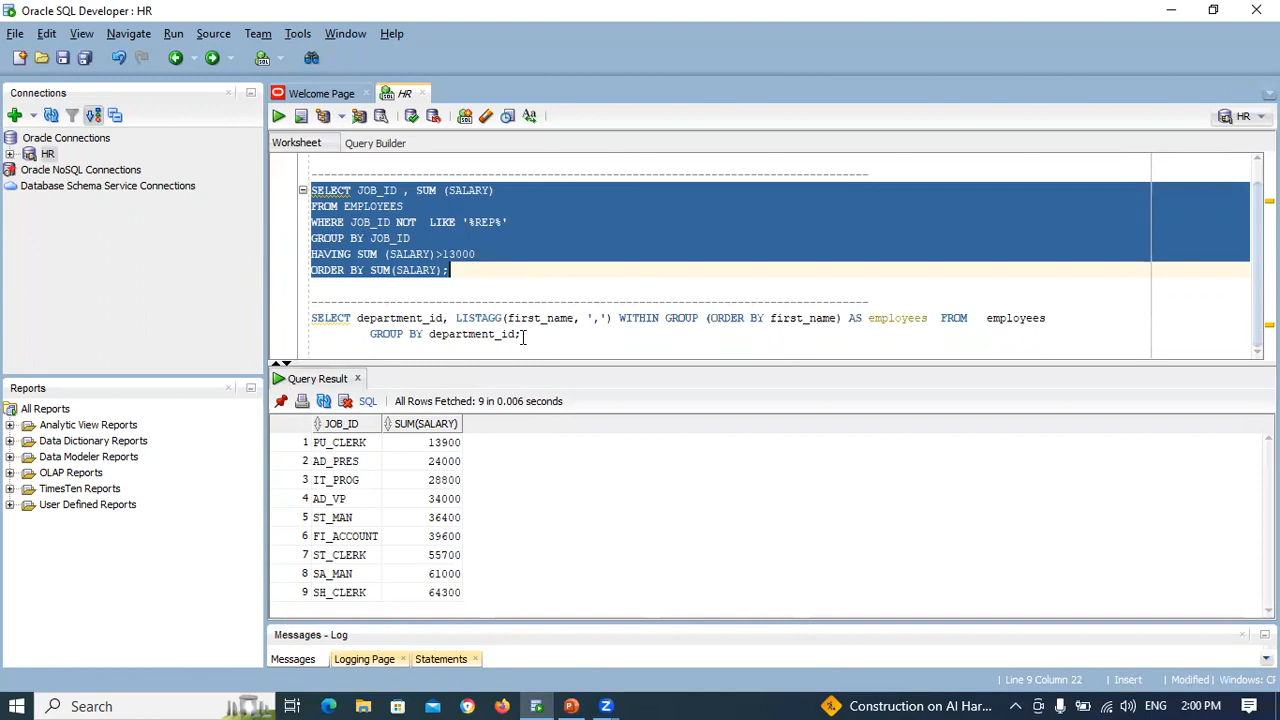 Oracle SQL Developer: HR
File Edit View Navigate Run Source Team Tools Window Help
Connections
Oracle Connections
HR
Oracle NoSQL Connections
Database Schema Service Connections
Reports
All Reports
Analytic View Reports
Data Dictionary Reports
Data Modeler Reports
OLAP Reports
TimesTen Reports
User Defined Reports
Welcome Page HR
HR
Worksheet Query Builder
SELECT JOB_ID , SUM (SALARY)
FROM EMPLOYEES
WHERE JOB_ID NOT LIKE '%REP%'
GROUP BY JOB_ID
HAVING SUM (SALARY)>13000
ORDER BY SUM(SALARY);
SELECT department_id, LISTAGG(first_name, ',') WITHIN GROUP (ORDER BY first_name) AS employees FROM employees
GROUP BY department_id;
Query Result
SQL All Rows Fetched: 9 in 0.006 seconds
JOB_ID SUM(SALARY)
1 PU_CLERK 13900
2 AD_PRES 24000
3 IT_PROG 28800
4 AD_VP 34000
5 ST_MAN 36400
6 FI_ACCOUNT 39600
7 ST_CLERK 55700
8 SA_MAN 61000
9 SH_CLERK 64300
Messages - Log
Messages Logging Page Statements
Line 9 Column 22 Insert Modified Windows: CF
Search
Construction on Al Har...
ENG 2:00 PM